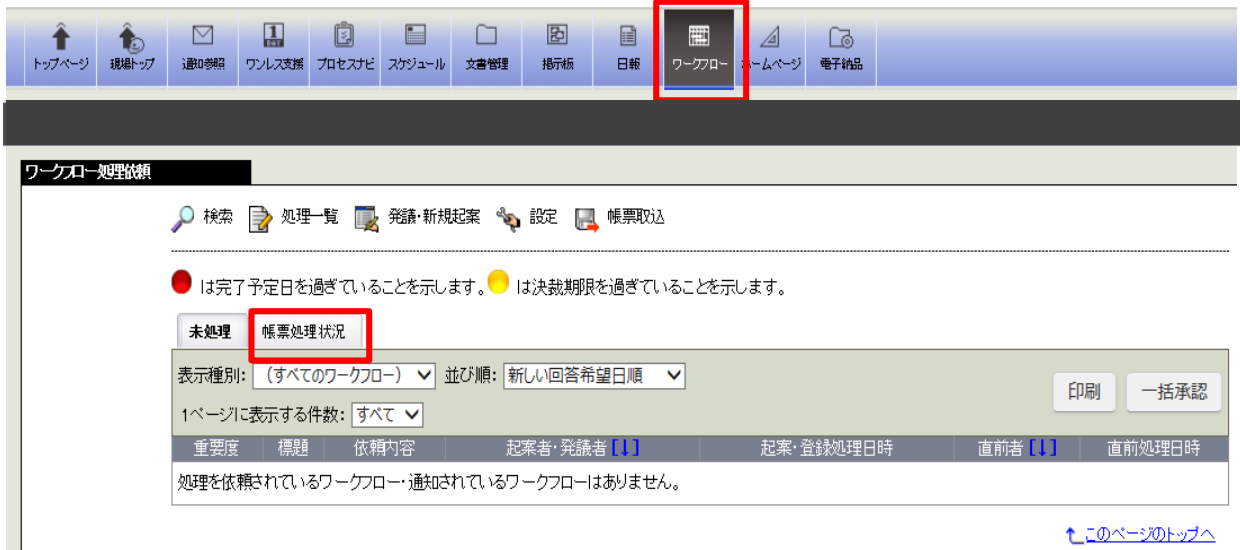 トップページ 現場トップ 通知参照 ワンレス支援 プロセスナビ スケジュール 文書管理 掲示板 日報 ワークフロー ホームページ 電子納品
1
DAY
ワークフロー処理依頼
検索 処理一覧 発議・新規起案 設定 帳票取込
は完了予定日を過ぎていることを示します。 は決裁期限を過ぎていることを示します。
未処理 帳票処理状況
表示種別: (すべてのワークフロー) 並び順: 新しい回答希望日順
1ページに表示する件数: すべて
印刷 一括承認
重要度 標題 依頼内容 起案者・発議者[↓] 起案・登録処理日時 直前者[↓] 直前処理日時
処理を依頼されているワークフロー・通知されているワークフローはありません。
このページのトップへ